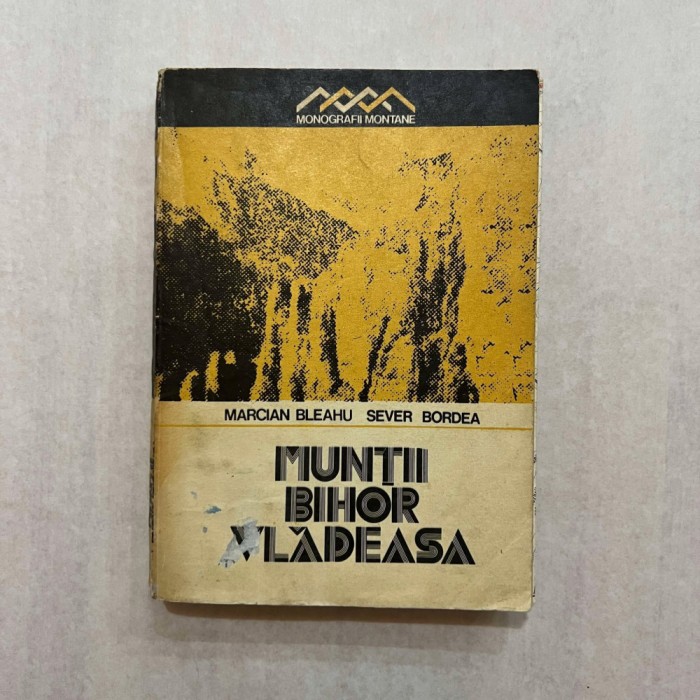 MONOGRAFII MONTANE
MARCIAN BLEAHU SEVER BORDEA
MUNȚII
BIHOR
VLĂDEASA